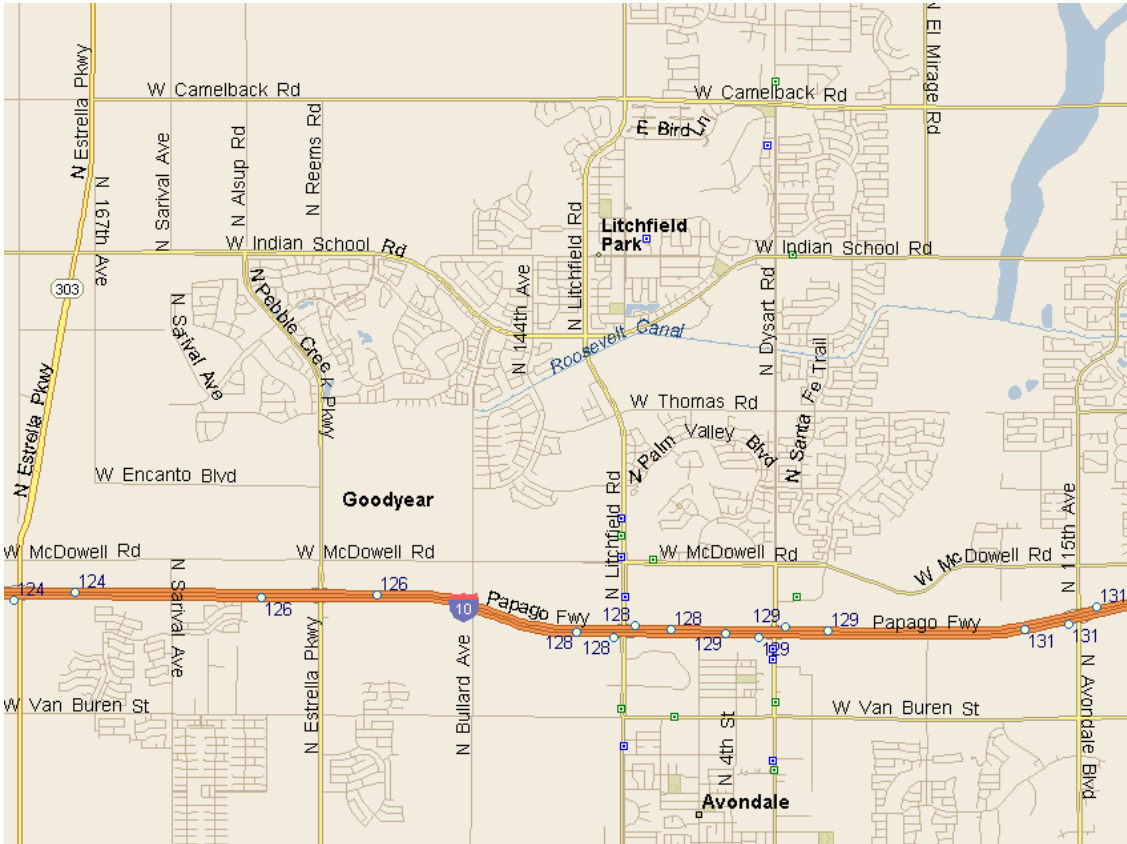 N Estrella Pkwy
W Camelback Rd
W Camelback Rd
N El Mirage Rd
N Sarival Ave
N Alsup Rd
N Reems Rd
E Bird Ln
N 167th Ave
W Indian School Rd
N Litchfield Rd
Litchfield
Park
W Indian School Rd
303
N Sarival Ave
N Pebble Creek Pkwy
N 144th Ave
Roosevelt Canal
N Dysart Rd
N Santa Fe Trail
N Estrella Pkwy
W Thomas Rd
N Palm Valley Blvd
W Encanto Blvd
Goodyear
N Litchfield Rd
N 115th Ave
W McDowell Rd
W McDowell Rd
W McDowell Rd
W McDowell Rd
124
124
126
126
10
Papago Fwy
128
128
128
128
129
129
129
129
Papago Fwy
131
131
131
N Sarival Ave
N Estrella Pkwy
N Bullard Ave
N Avondale Blvd
W Van Buren St
W Van Buren St
N 4th St
Avondale